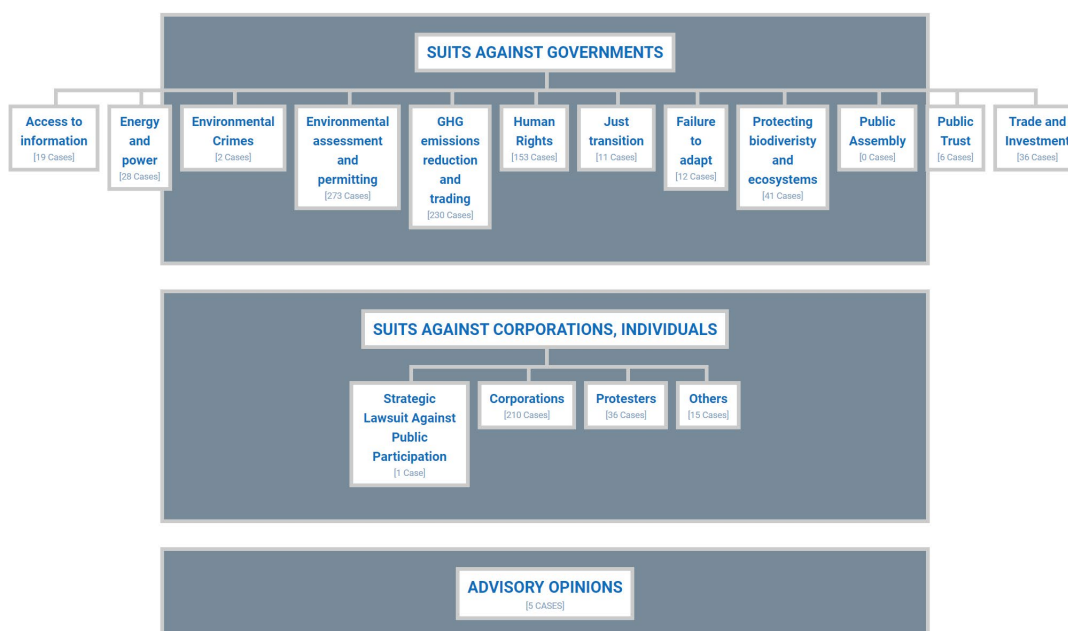 SUITS AGAINST GOVERNMENTS
Access to
information
[19 Cases]
Energy
and
power
[28 Cases]
Environmental
Crimes
[2 Cases]
Environmental
assessment
and
permitting
[273 Cases]
GHG
emissions
reduction
and
trading
[230 Cases]
Human
Rights
[153 Cases]
Just
transition
[11 Cases]
Failure
to
adapt
[12 Cases]
Protecting
biodiveristy
and
ecosystems
[41 Cases]
Public
Assembly
[0 Cases]
Public
Trust
[6 Cases]
Trade and
Investment
[36 Cases]
SUITS AGAINST CORPORATIONS, INDIVIDUALS
Strategic
Lawsuit Against
Public
Participation
[1 Case]
Corporations
[210 Cases]
Protesters
[36 Cases]
Others
[15 Cases]
ADVISORY OPINIONS
[5 CASES]